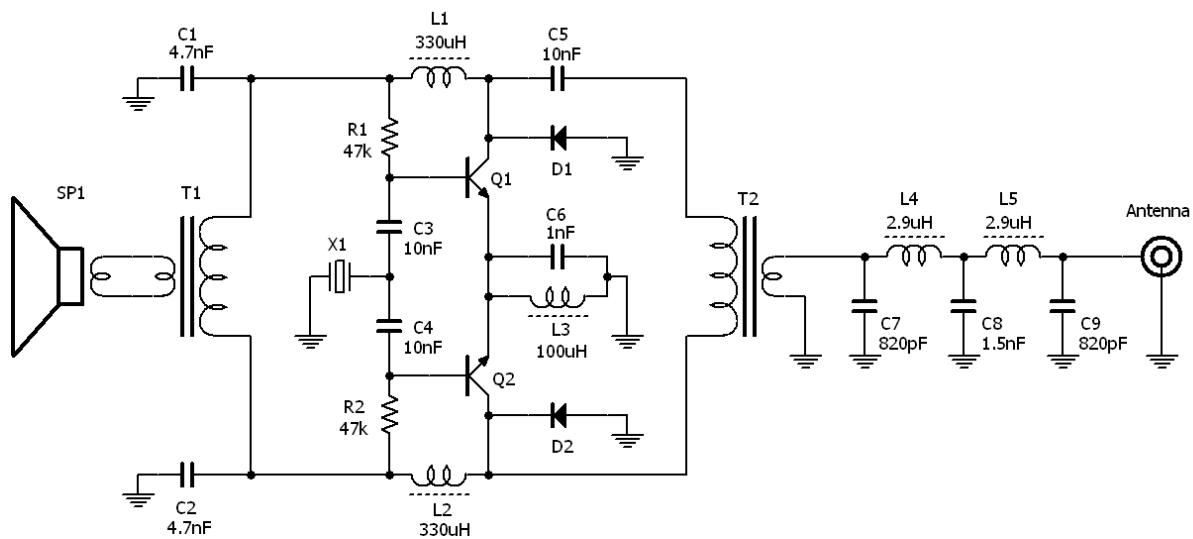 C1
4.7nF
L1
330uH
C5
10nF
R1
47k
D1
Q1
SP1
T1
C3
10nF
X1
C6
1nF
T2
L4
2.9uH
L5
2.9uH
Antenna
C4
10nF
L3
100uH
C7
820pF
C8
1.5nF
C9
820pF
Q2
R2
47k
D2
C2
4.7nF
L2
330uH